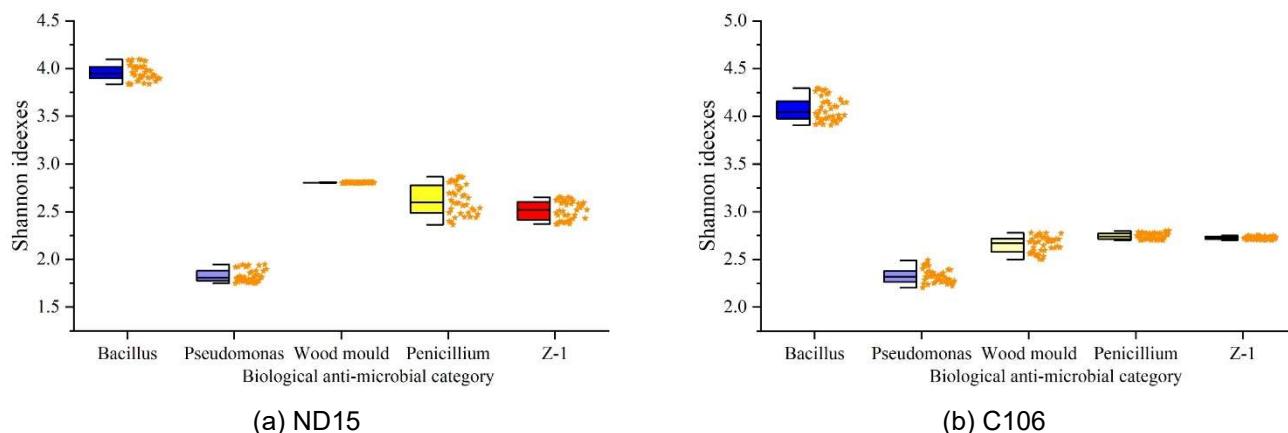 4.5
4.0
3.5
3.0
2.5
2.0
1.5
Shannon ideexes
Bacillus Pseudomonas Wood mould Penicillium Z-1
Biological anti-microbial category
(a) ND15
5.0
4.5
4.0
3.5
3.0
2.5
2.0
Shannon ideexes
Bacillus Pseudomonas Wood mould Penicillium Z-1
Biological anti-microbial category
(b) C106